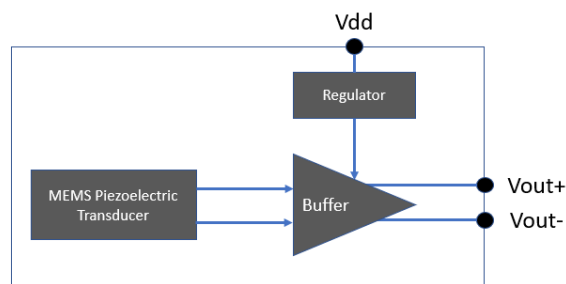 Vdd
Regulator
MEMS Piezoelectric
Transducer
Buffer
Vout+
Vout-